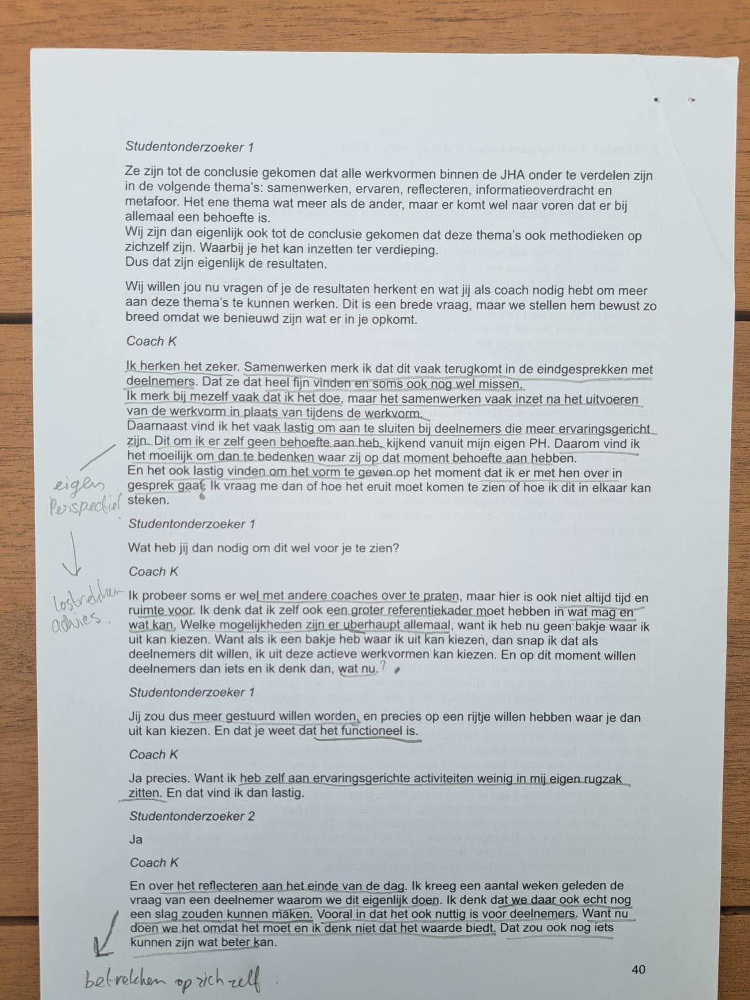 Studentonderzoeker 1
Ze zijn tot de conclusie gekomen dat alle werkvormen binnen de JHA onder te verdelen zijn
in de volgende thema's: samenwerken, ervaren, reflecteren, informatieoverdracht en
metafoor. Het ene thema wat meer als de ander, maar er komt wel naar voren dat er bij
allemaal een behoefte is.
Wij zijn dan eigenlijk ook tot de conclusie gekomen dat deze thema's ook methodieken op
zichzelf zijn. Waarbij je het kan inzetten ter verdieping.
Dus dat zijn eigenlijk de resultaten.
Wij willen jou nu vragen of je de resultaten herkent en wat jij als coach nodig hebt om meer
aan deze thema's te kunnen werken. Dit is een brede vraag, maar we stellen hem bewust zo
breed omdat we benieuwd zijn wat er in je opkomt.
Coach K
Ik herken het zeker. Samenwerken merk ik dat dit vaak terugkomt in de eindgesprekken met
deelnemers. Dat ze dat heel fijn vinden en soms ook nog wel missen.
Ik merk bij mezelf vaak dat ik het doe, maar het samenwerken vaak inzet na het uitvoeren
van de werkvorm in plaats van tijdens de werkvorm.
Daarnaast vind ik het vaak lastig om aan te sluiten bij deelnemers die meer ervaringsgericht
zijn. Dit om ik er zelf geen behoefte aan heb, kijkend vanuit mijn eigen PH. Daarom vind ik
het moeilijk om dan te bedenken waar zij op dat moment behoefte aan hebben.
En het ook lastig vinden om het vorm te geven op het moment dat ik er met hen over in
gesprek gaat. Ik vraag me dan of hoe het eruit moet komen te zien of hoe ik dit in elkaar kan
steken.
eigen
Perspectief
Studentonderzoeker 1
Wat heb jij dan nodig om dit wel voor je te zien?
Coach K
Ik probeer soms er wel met andere coaches over te praten, maar hier is ook niet altijd tijd en
ruimte voor. Ik denk dat ik zelf ook een groter referentiekader moet hebben in wat mag en
wat kan. Welke mogelijkheden zijn er uberhaupt allemaal, want ik heb nu geen bakje waar ik
uit kan kiezen. Want als ik een bakje heb waar ik uit kan kiezen, dan snap ik dat als
deelnemers dit willen, ik uit deze actieve werkvormen kan kiezen. En op dit moment willen
deelnemers dan iets en ik denk dan, wat nu.?
lostrekken
advies.
Studentonderzoeker 1
Jij zou dus meer gestuurd willen worden, en precies op een rijtje willen hebben waar je dan
uit kan kiezen. En dat je weet dat het functioneel is.
Coach K
Ja precies. Want ik heb zelf aan ervaringsgerichte activiteiten weinig in mij eigen rugzak
zitten. En dat vind ik dan lastig.
Studentonderzoeker 2
Ja
Coach K
En over het reflecteren aan het einde van de dag. Ik kreeg een aantal weken geleden de
vraag van een deelnemer waarom we dit eigenlijk doen. Ik denk dat we daar ook echt nog
een slag zouden kunnen maken. Vooral in dat het ook nuttig is voor deelnemers. Want nu
doen we het omdat het moet en ik denk niet dat het waarde biedt. Dat zou ook nog iets
kunnen zijn wat beter kan.
betrekken op zich zelf.
40